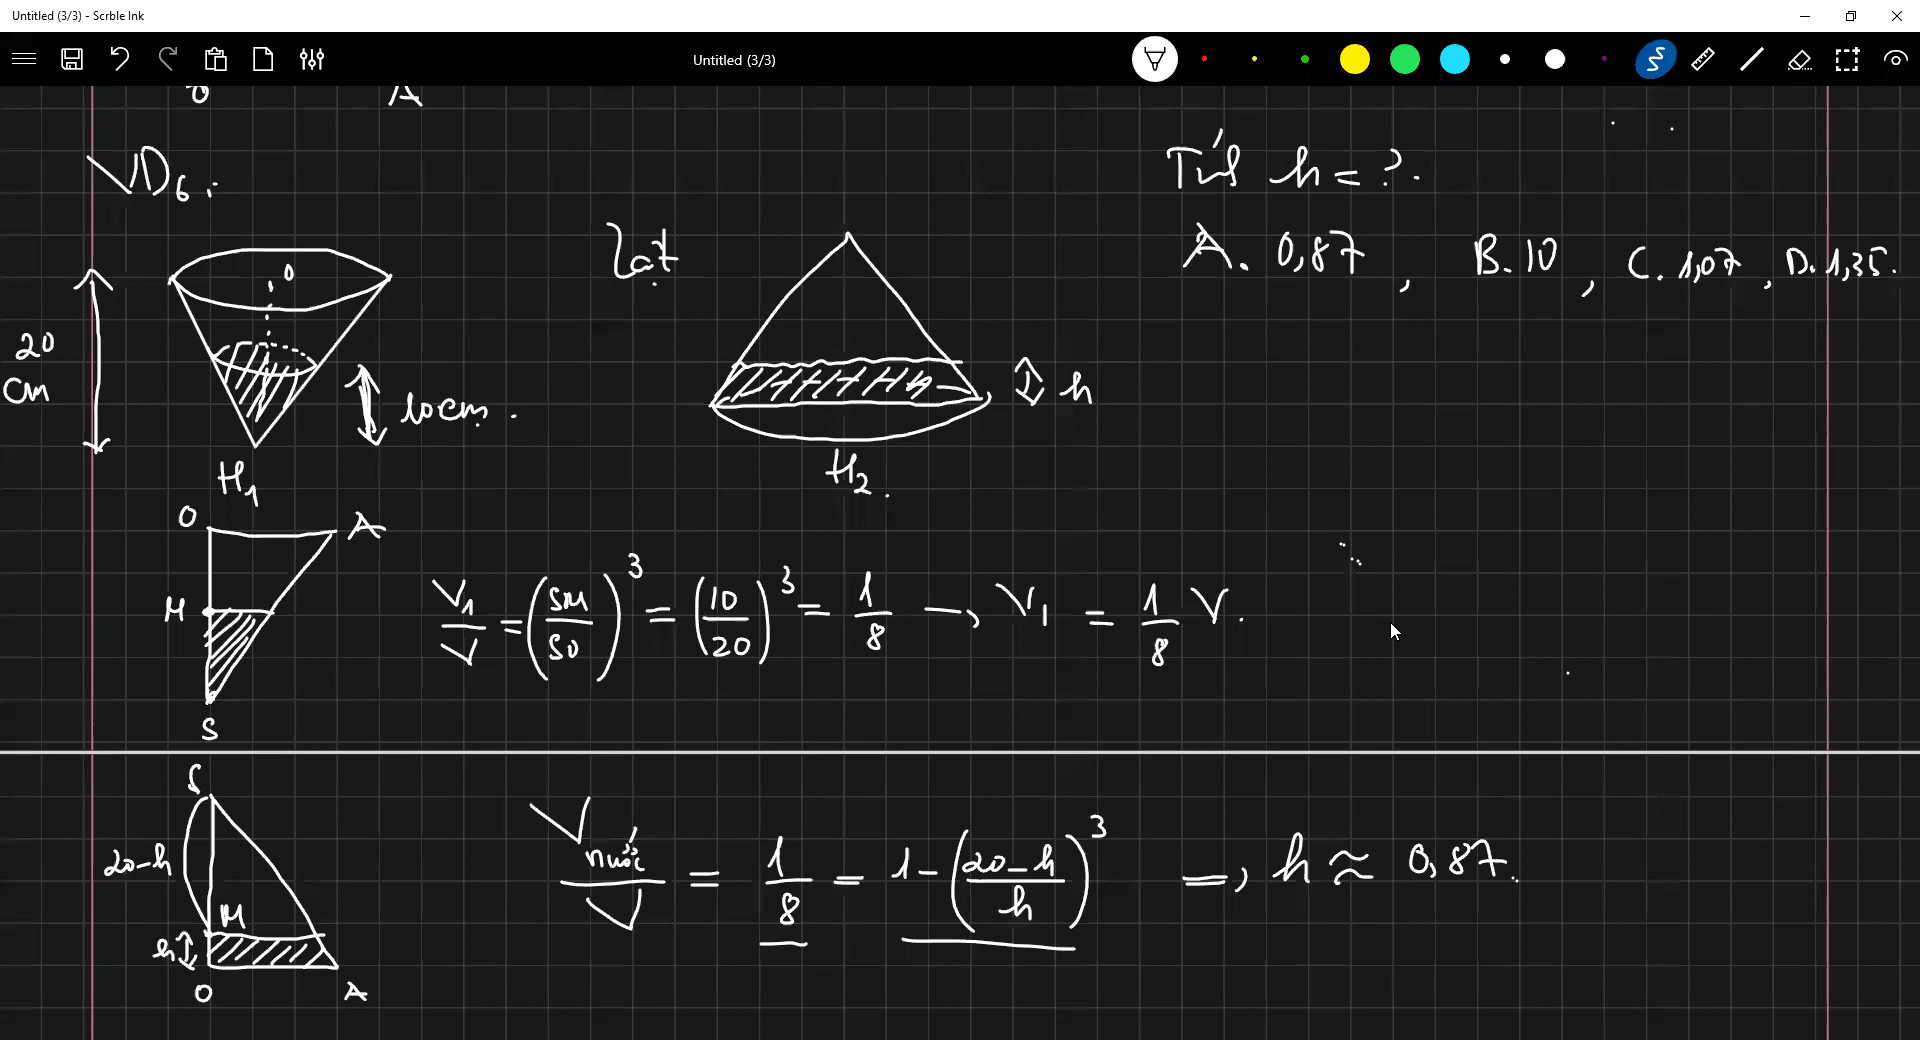 Untitled (3/3) - Scrble Ink
Untitled (3/3)
O A
VD6:
Tính h = ?.
A. 0,87, B. 10, C. 1,07, D. 1,35.
Lật
O
20 cm
10cm.
h
H1
H2.
O A
M
S
V1/V = (SM/SO)^3 = (10/20)^3 = 1/8 → V1 = 1/8 V.
S
20-h
M
h
O A
Vnước/V = 1/8 = 1 - (20-h/h)^3 => h ≈ 0,87.